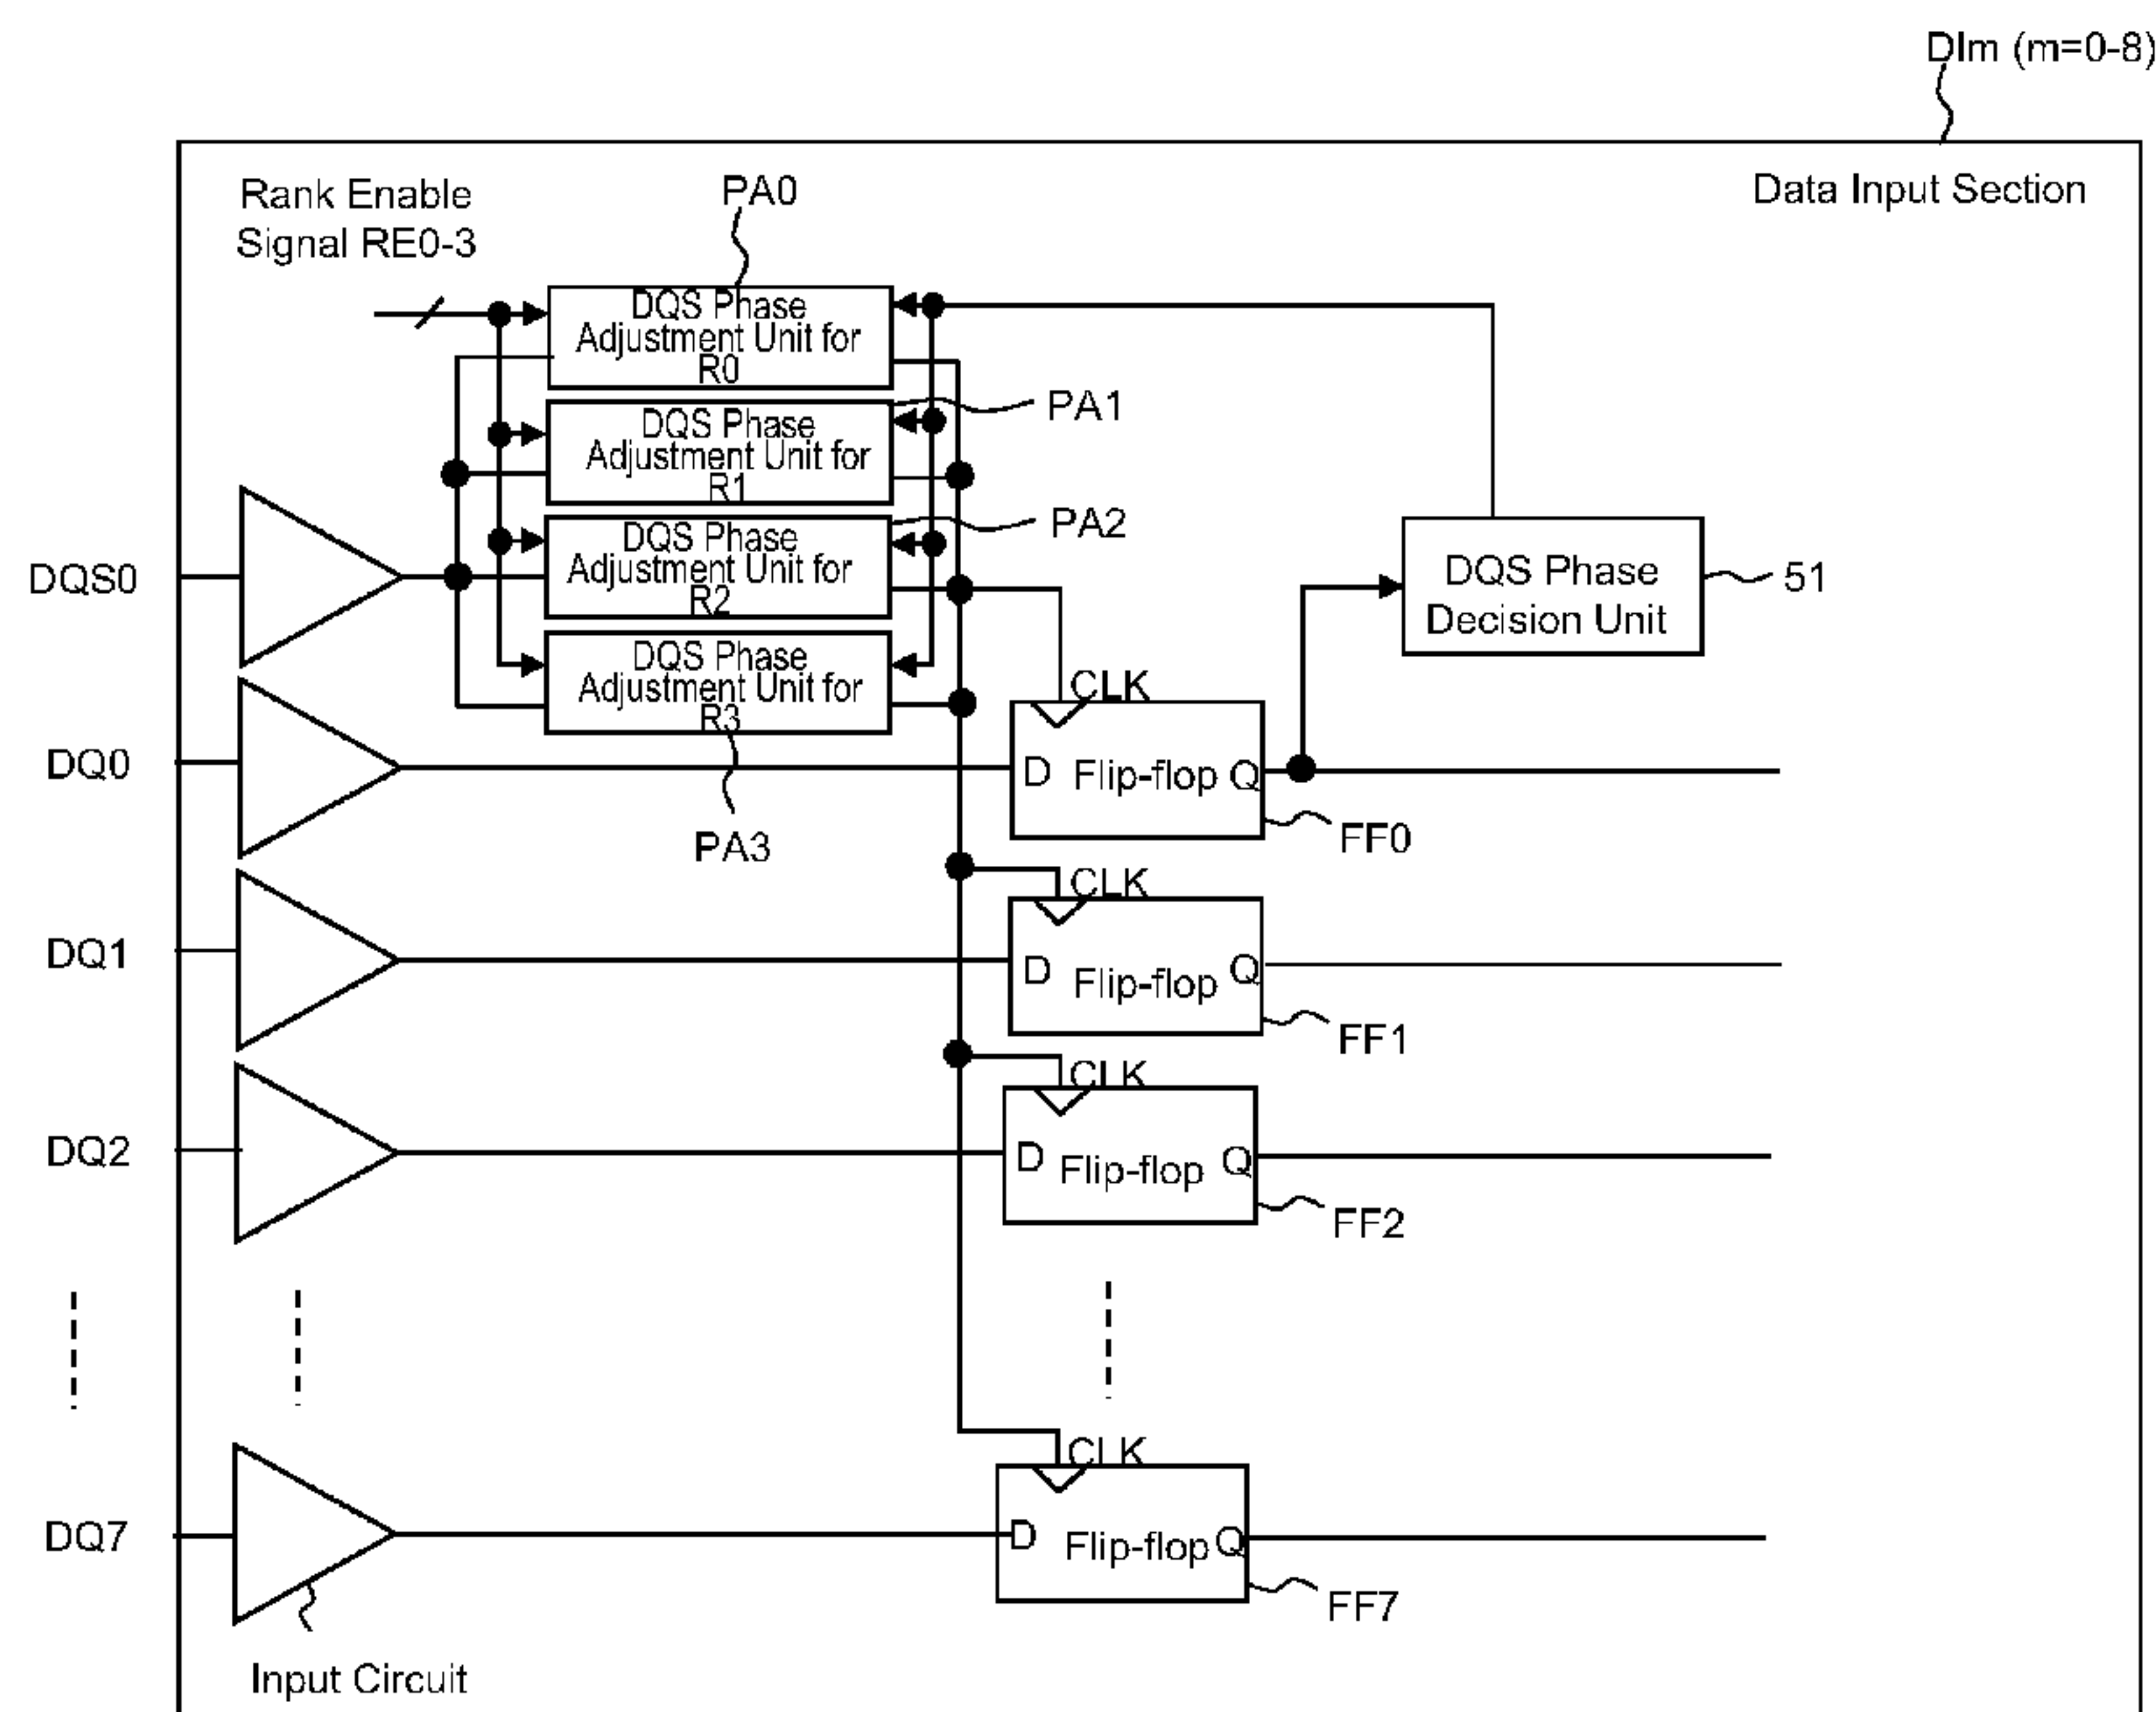 DIm (m=0-8)
Data Input Section
Rank Enable
Signal RE0-3
PA0
DQS Phase
Adjustment Unit for
R0
PA1
DQS Phase
Adjustment Unit for
R1
PA2
DQS Phase
Adjustment Unit for
R2
DQS Phase
Adjustment Unit for
R3
PA3
DQS Phase
Decision Unit
51
DQS0
DQ0
CLK
D Flip-flop Q
FF0
DQ1
CLK
D Flip-flop Q
FF1
DQ2
CLK
D Flip-flop Q
FF2
DQ7
CLK
D Flip-flop Q
FF7
Input Circuit